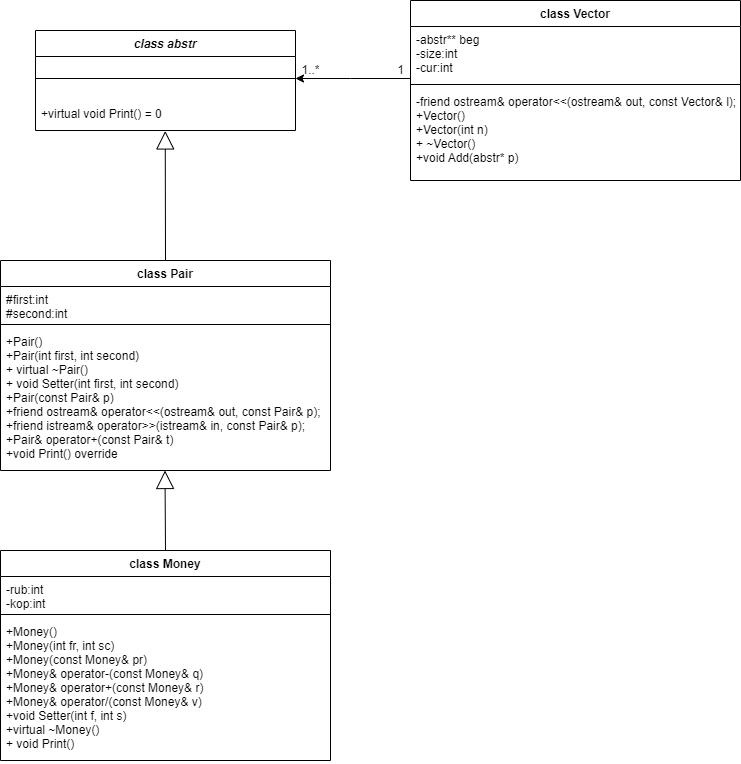 class abstr
+virtual void Print() = 0
1..*
1
class Vector
-abstr** beg
-size:int
-cur:int
-friend ostream& operator<<(ostream& out, const Vector& l);
+Vector()
+Vector(int n)
+ ~Vector()
+void Add(abstr* p)
class Pair
#first:int
#second:int
+Pair()
+Pair(int first, int second)
+ virtual ~Pair()
+ void Setter(int first, int second)
+Pair(const Pair& p)
+friend ostream& operator<<(ostream& out, const Pair& p);
+friend istream& operator>>(istream& in, const Pair& p);
+Pair& operator+(const Pair& t)
+void Print() override
class Money
-rub:int
-kop:int
+Money()
+Money(int fr, int sc)
+Money(const Money& pr)
+Money& operator-(const Money& q)
+Money& operator+(const Money& r)
+Money& operator/(const Money& v)
+void Setter(int f, int s)
+virtual ~Money()
+ void Print()